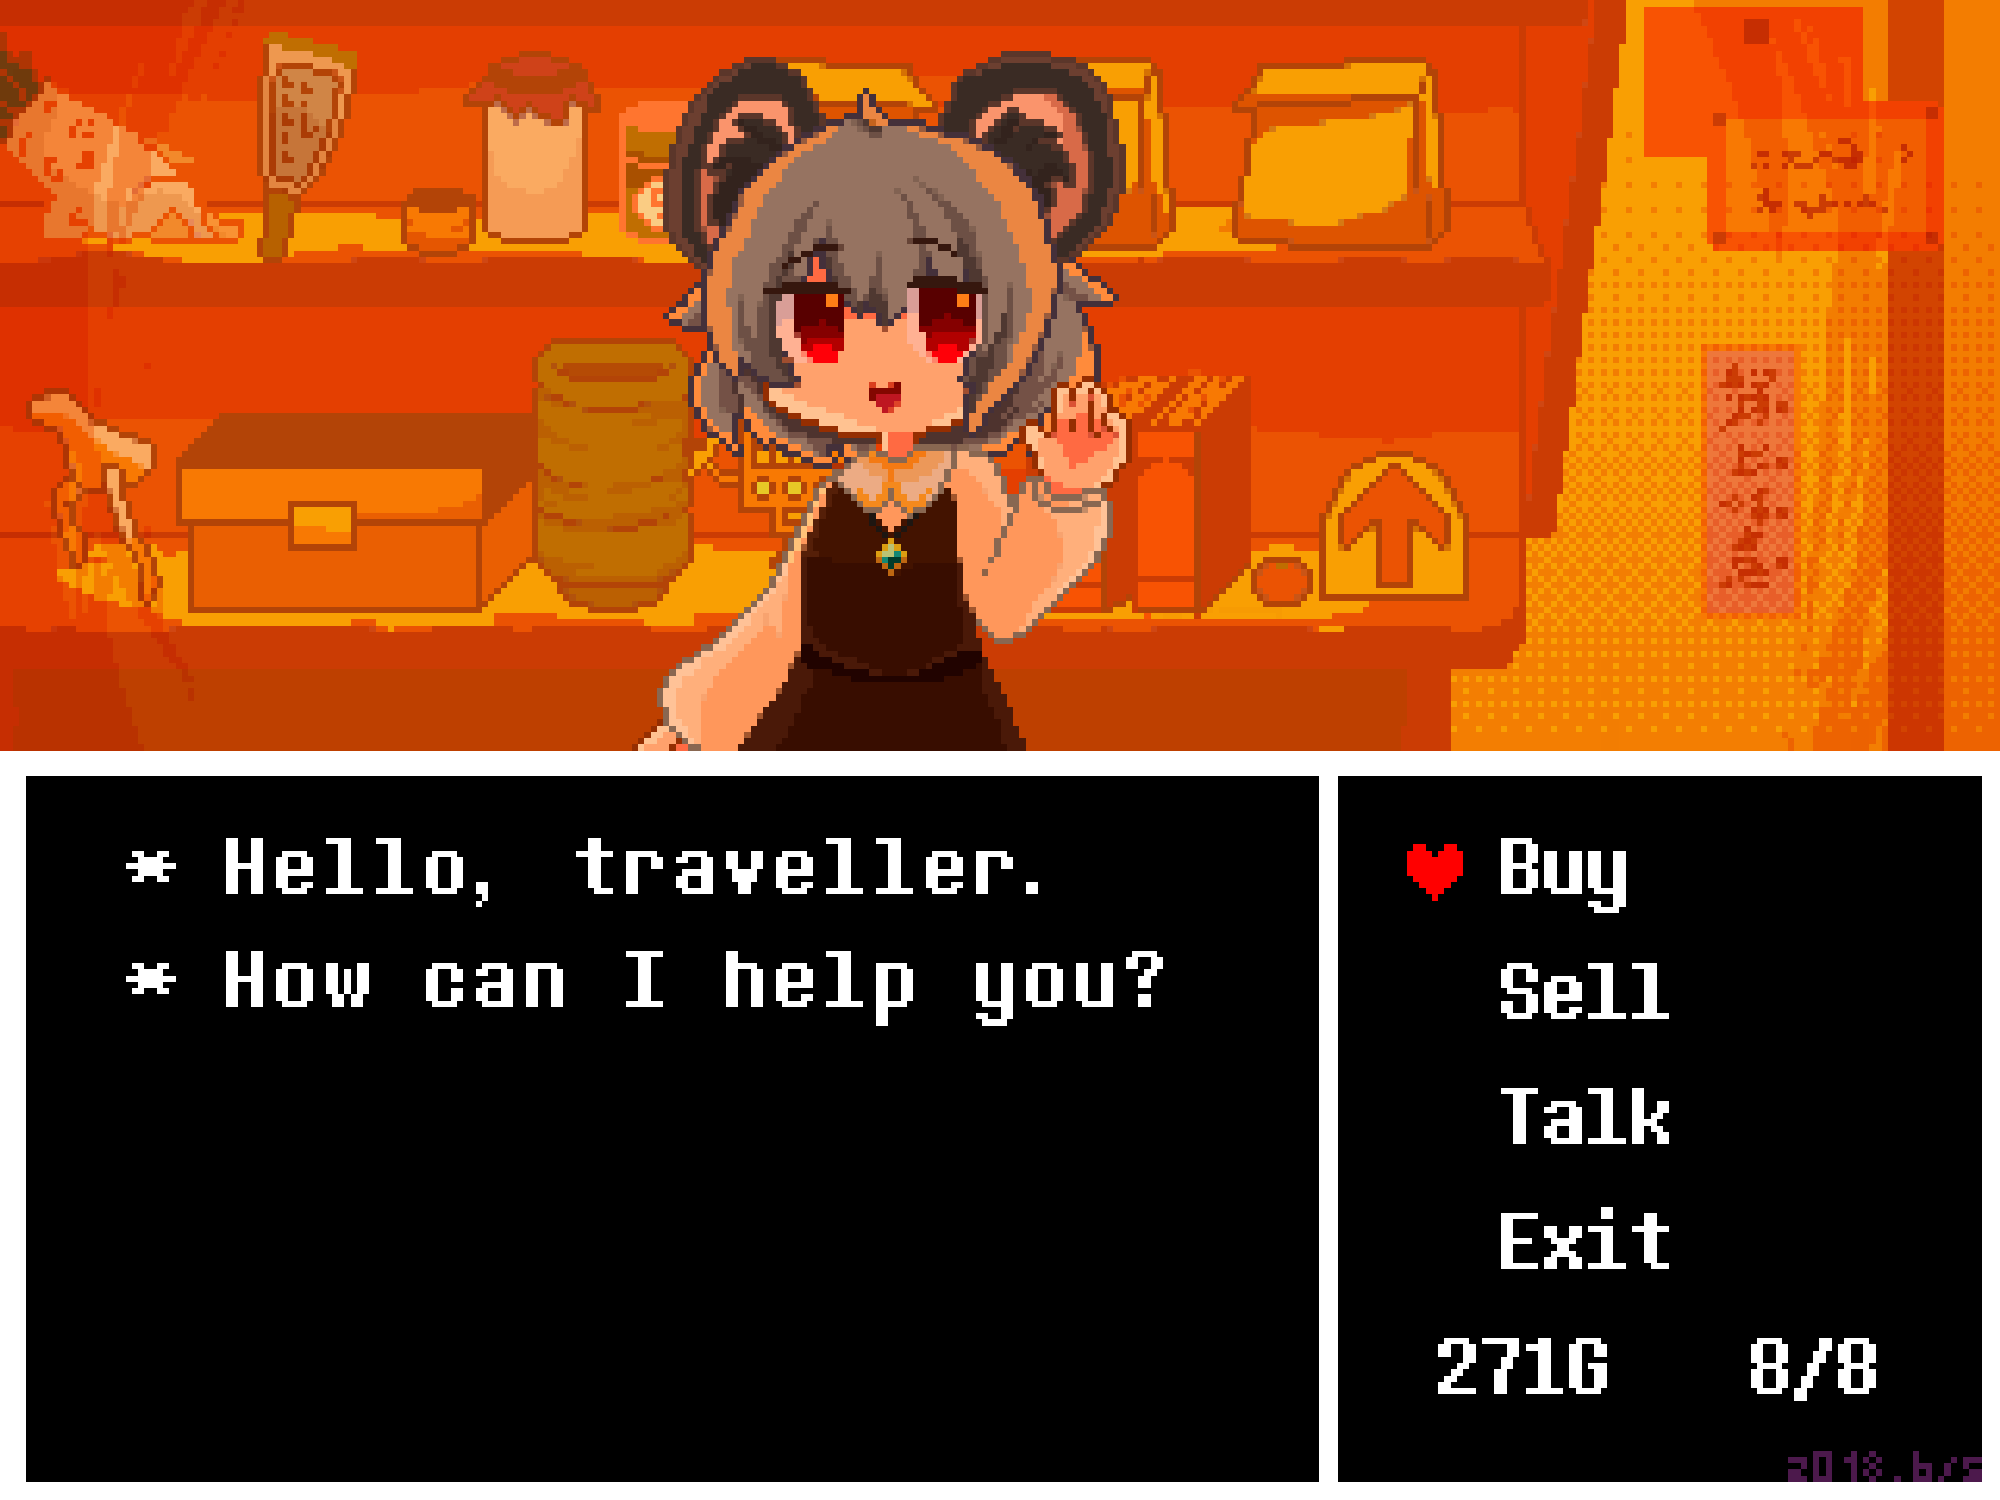 * Hello, traveller.
* How can I help you?
Buy
Sell
Talk
Exit
271G 8/8